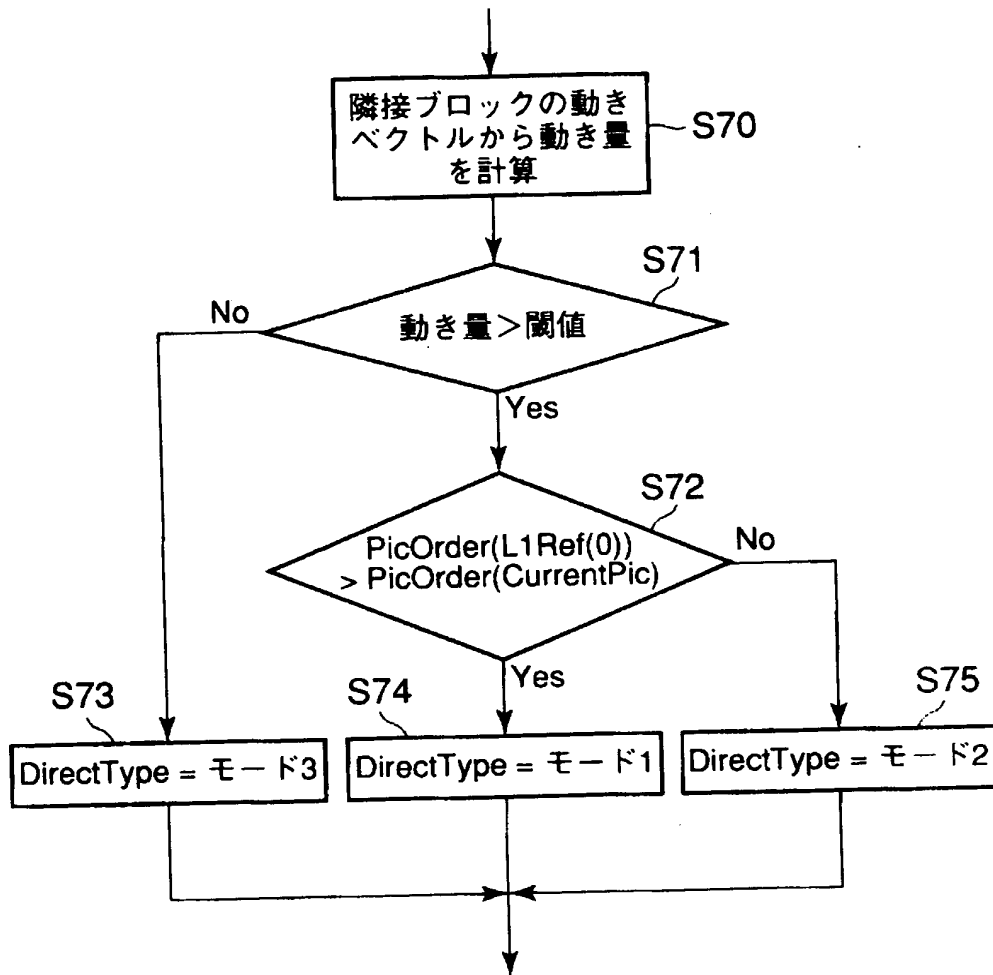 隣接ブロックの動き
ベクトルから動き量
を計算
S70
S71
動き量＞閾値
No
Yes
S72
PicOrder(L1Ref(0))
> PicOrder(CurrentPic)
No
Yes
S73
S74
S75
DirectType = モード3
DirectType = モード1
DirectType = モード2